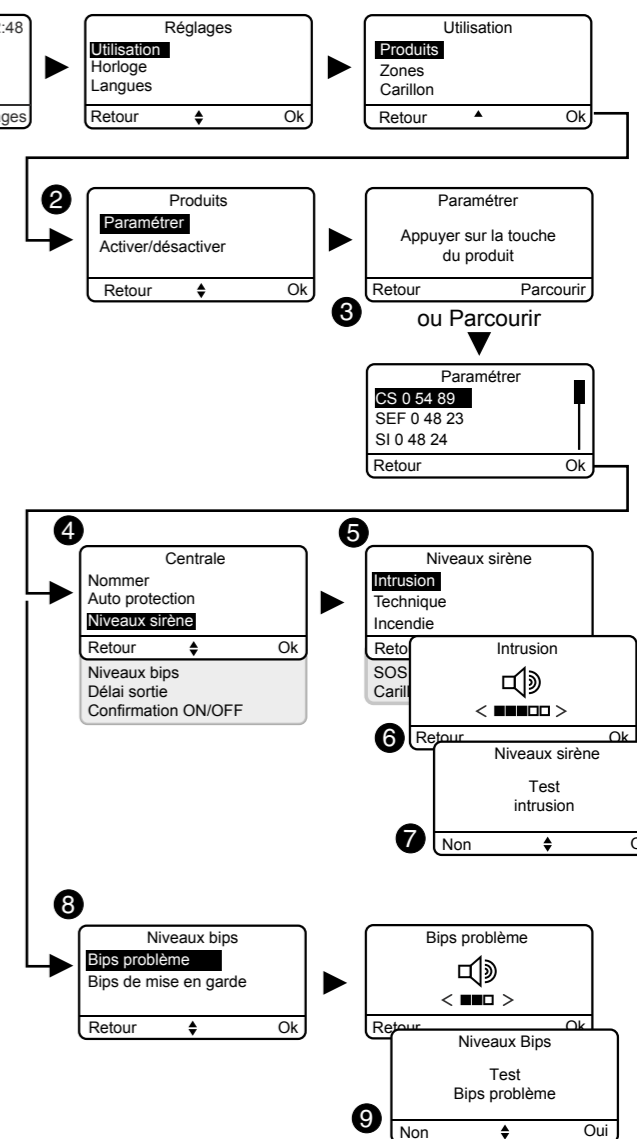 :48
ges
Réglages
Utilisation
Horloge
Langues
Retour Ok
Utilisation
Produits
Zones
Carillon
Retour Ok
2
Produits
Paramétrer
Activer/désactiver
Retour Ok
Paramétrer
Appuyer sur la touche
du produit
Retour Parcourir
3
ou Parcourir
Paramétrer
CS 0 54 89
SEF 0 48 23
SI 0 48 24
Retour Ok
4
Centrale
Nommer
Auto protection
Niveaux sirène
Retour Ok
Niveaux bips
Délai sortie
Confirmation ON/OFF
5
Niveaux sirène
Intrusion
Technique
Incendie
Reto
SOS
Carill
6
Intrusion
< >
Retour Ok
7
Niveaux sirène
Test
intrusion
Non
8
Niveaux bips
Bips problème
Bips de mise en garde
Retour Ok
Bips problème
< >
Retour Ok
9
Niveaux Bips
Test
Bips problème
Non Oui